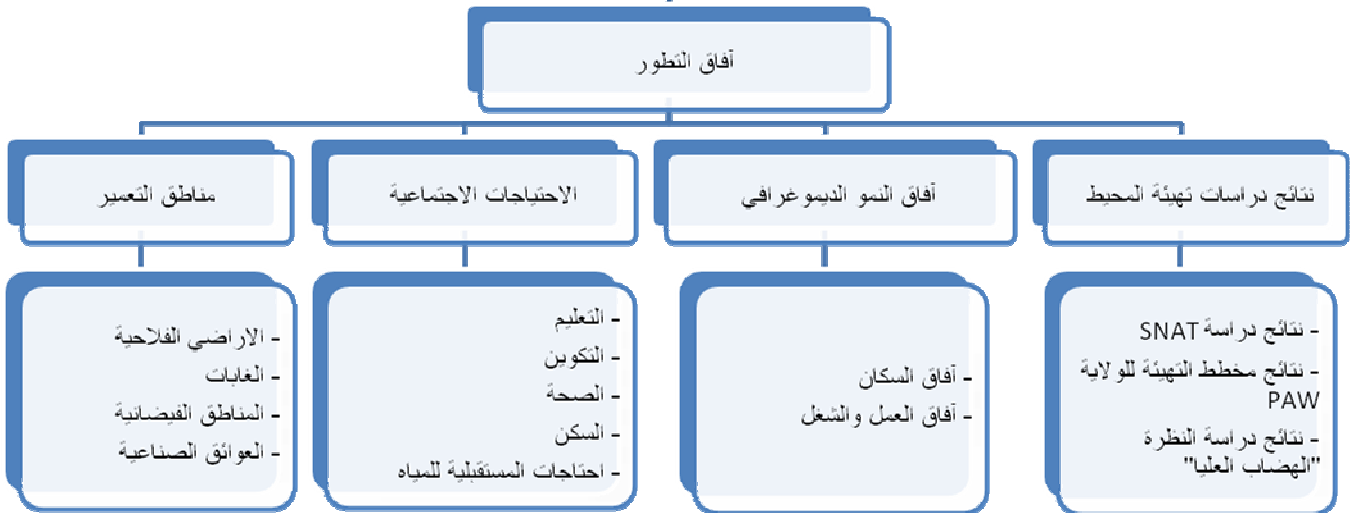 آفاق التطور
نتائج دراسات تهيئة المحيط
آفاق النمو الديموغرافي
الاحتياجات الاجتماعية
مناطق التعمير
- نتائج دراسة SNAT
- نتائج مخطط التهيئة للولاية
PAW
- نتائج دراسة النظرة
"الهضاب العليا"
- آفاق السكان
- آفاق العمل والشغل
- التعليم
- التكوين
- الصحة
- السكن
- احتاجات المستقبلية للمياه
- الاراضي الفلاحية
- الغابات
- المناطق الفيضانية
- العوائق الصناعية